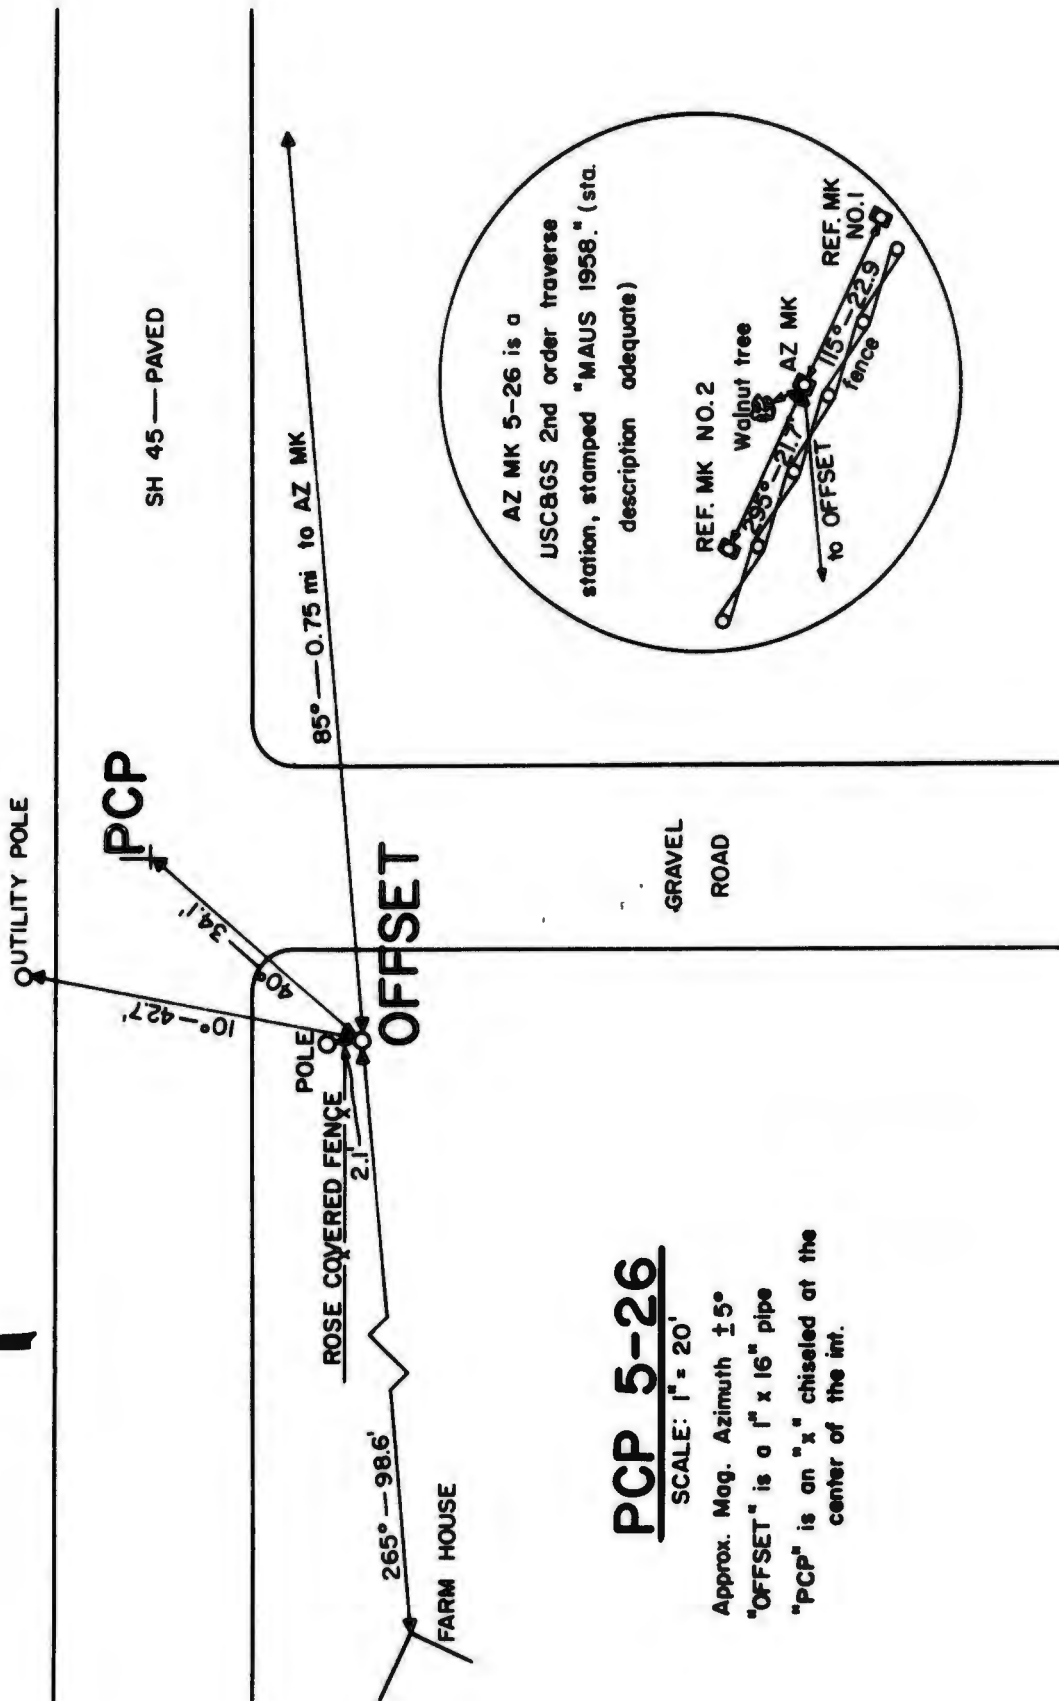 UTILITY POLE
SH 45—PAVED
PCP
40°—34.1'
10°—42.7'
85°—0.75 mi to AZ MK
POLE
ROSE COVERED FENCE
2.1'
OFFSET
265°—98.6'
FARM HOUSE
GRAVEL
ROAD
AZ MK 5-26 is a
USC&GS 2nd order traverse
station, stamped "MAUS 1958." (sta.
description adequate)
REF. MK NO. 2
Walnut tree
AZ MK
REF. MK
NO. 1
295°—21.7'
115°—22.9
fence
to OFFSET
PCP 5-26
SCALE: 1" = 20'
Approx. Mag. Azimuth ±5°
"OFFSET" is a 1" x 16" pipe
"PCP" is an "x" chiseled at the
center of the int.